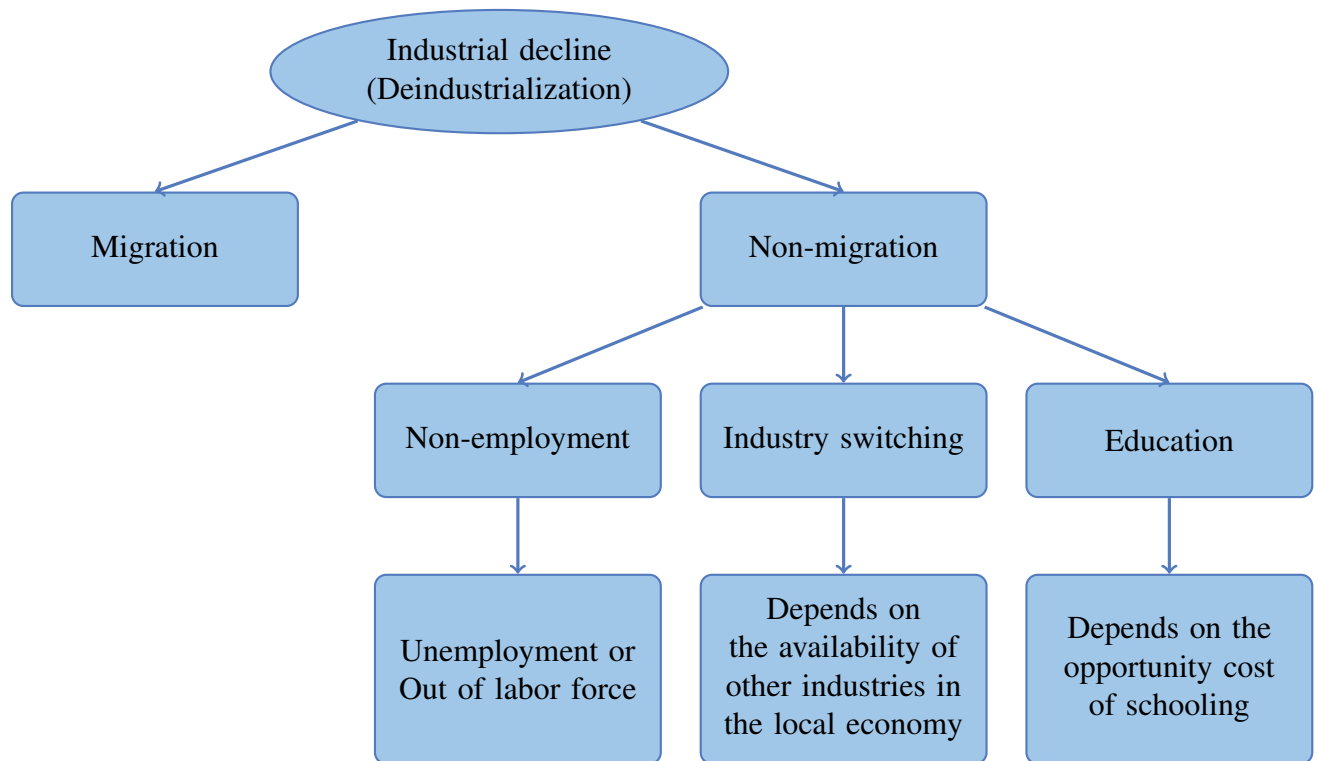 Industrial decline
(Deindustrialization)
Migration
Non-migration
Non-employment
Industry switching
Education
Unemployment or
Out of labor force
Depends on
the availability of
other industries in
the local economy
Depends on the
opportunity cost
of schooling